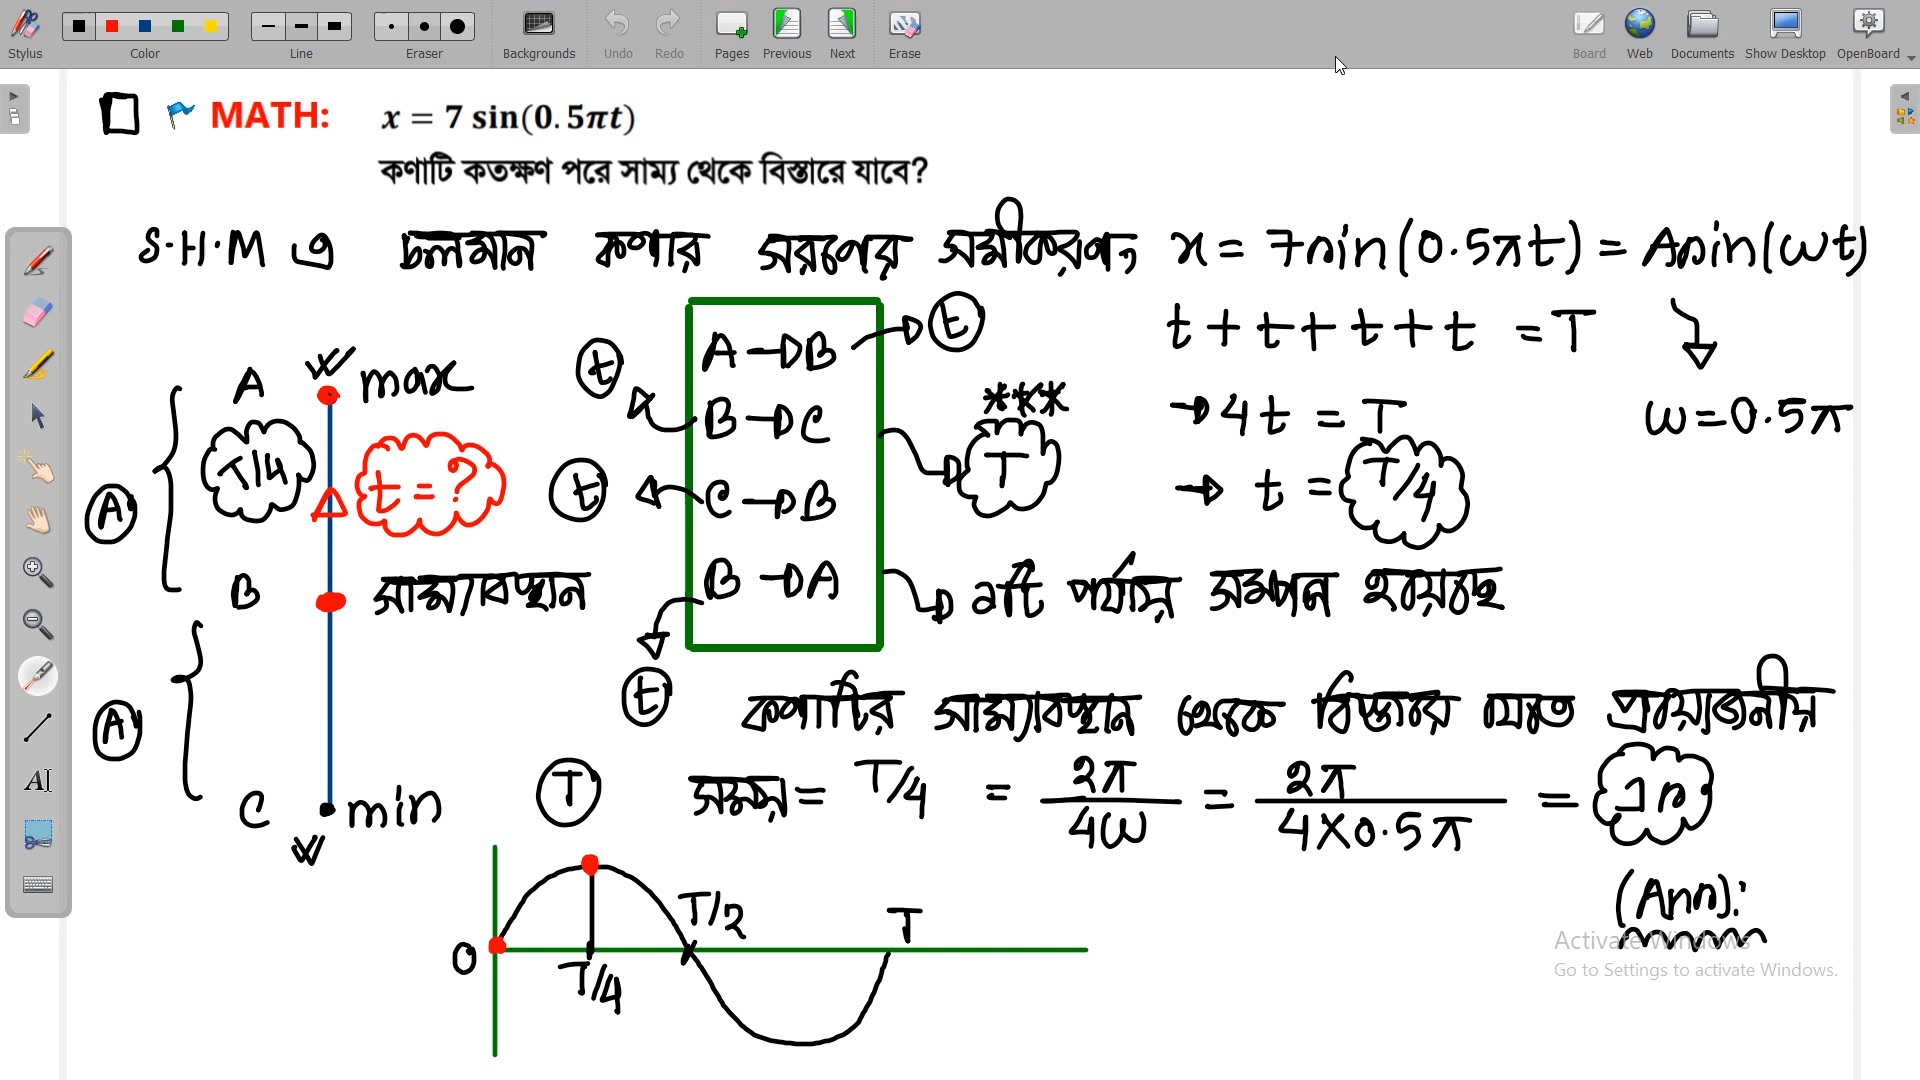 Stylus Color Line Eraser Backgrounds Undo Redo Pages Previous Next Erase Board Web Documents Show Desktop OpenBoard
MATH: x = 7 sin(0.5πt)
কণাটি কতক্ষণ পরে সাম্য থেকে বিস্তারে যাবে?
S.H.M এ চলমান কণার সরণের সমীকরণ, x = 7sin(0.5πt) = Asin(ωt)
t + t + t + t = T
A → B t
A max
t
B → C
T/4 t = ?
*** T
→ 4t = T
ω = 0.5π
A
t
C → B
→ t = T/4
B সাম্যাবস্থান
B → A
একটি পর্যায় সম্পন্ন হয়েছে
t
A
কণাটির সাম্যাবস্থান থেকে বিস্তারে যেতে প্রয়োজনীয়
C min
T
সময় = T/4 = 2π/4ω = 2π/4×0.5π = 1s
(Ans):
0 T/4 T/2 T
Activate Windows
Go to Settings to activate Windows.